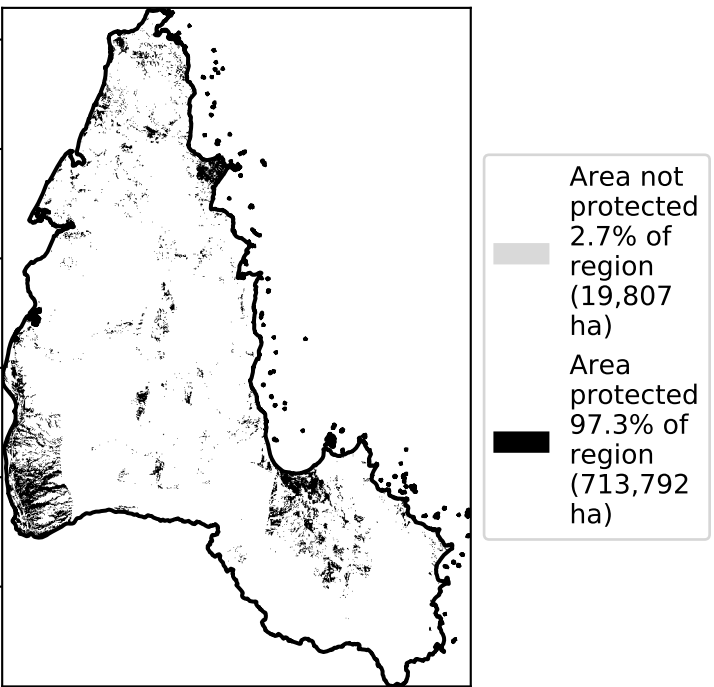 Area not
protected
2.7% of
region
(19,807
ha)
Area
protected
97.3% of
region
(713,792
ha)